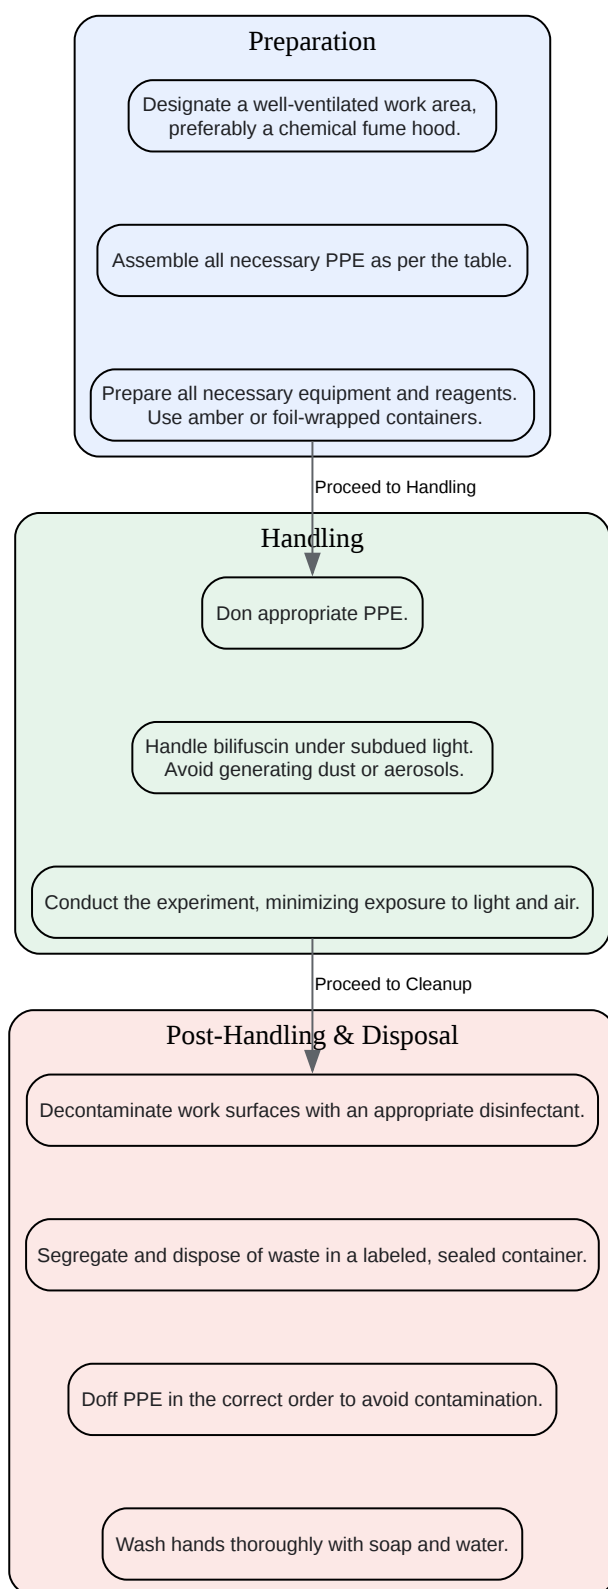 Preparation
Designate a well-ventilated work area,
preferably a chemical fume hood.
Assemble all necessary PPE as per the table.
Prepare all necessary equipment and reagents.
Use amber or foil-wrapped containers.
Proceed to Handling
Handling
Don appropriate PPE.
Handle bilifuscin under subdued light.
Avoid generating dust or aerosols.
Conduct the experiment, minimizing exposure to light and air.
Proceed to Cleanup
Post-Handling & Disposal
Decontaminate work surfaces with an appropriate disinfectant.
Segregate and dispose of waste in a labeled, sealed container.
Doff PPE in the correct order to avoid contamination.
Wash hands thoroughly with soap and water.